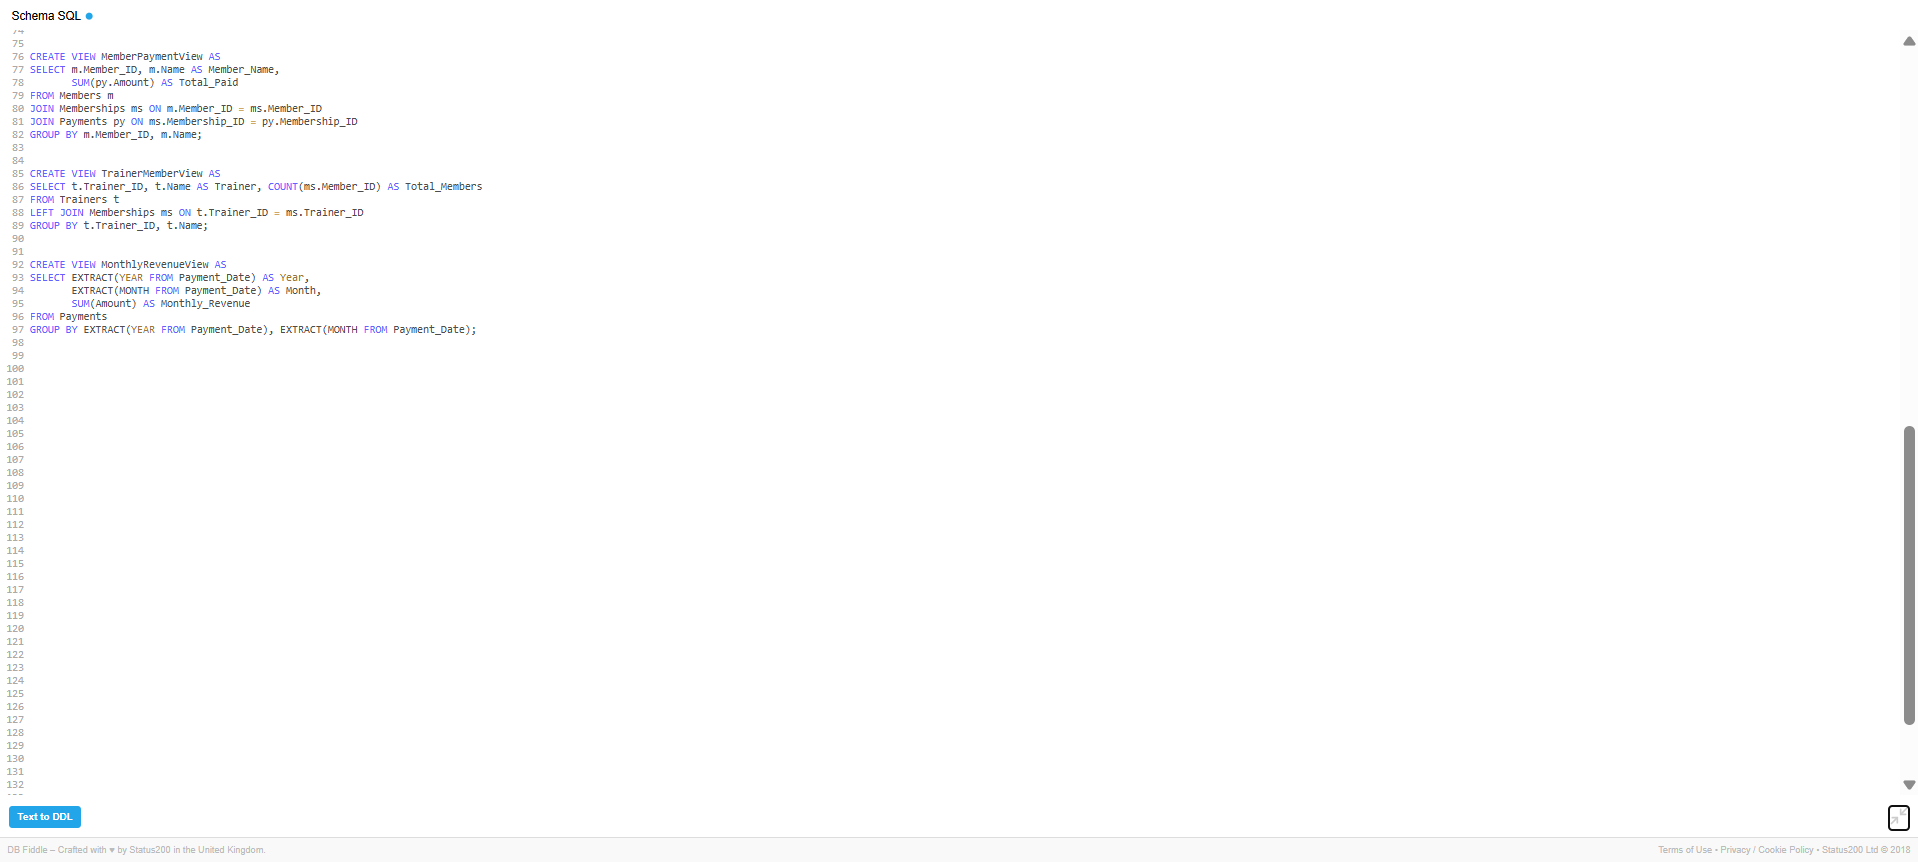 Schema SQL
75
76 CREATE VIEW MemberPaymentView AS
77 SELECT m.Member_ID, m.Name AS Member_Name,
78 SUM(py.Amount) AS Total_Paid
79 FROM Members m
80 JOIN Memberships ms ON m.Member_ID = ms.Member_ID
81 JOIN Payments py ON ms.Membership_ID = py.Membership_ID
82 GROUP BY m.Member_ID, m.Name;
83
84
85 CREATE VIEW TrainerMemberView AS
86 SELECT t.Trainer_ID, t.Name AS Trainer, COUNT(ms.Member_ID) AS Total_Members
87 FROM Trainers t
88 LEFT JOIN Memberships ms ON t.Trainer_ID = ms.Trainer_ID
89 GROUP BY t.Trainer_ID, t.Name;
90
91
92 CREATE VIEW MonthlyRevenueView AS
93 SELECT EXTRACT(YEAR FROM Payment_Date) AS Year,
94 EXTRACT(MONTH FROM Payment_Date) AS Month,
95 SUM(Amount) AS Monthly_Revenue
96 FROM Payments
97 GROUP BY EXTRACT(YEAR FROM Payment_Date), EXTRACT(MONTH FROM Payment_Date);
98
99
100
101
102
103
104
105
106
107
108
109
110
111
112
113
114
115
116
117
118
119
120
121
122
123
124
125
126
127
128
129
130
131
132
Text to DDL
DB Fiddle – Crafted with ♥ by Status200 in the United Kingdom.
Terms of Use • Privacy / Cookie Policy • Status200 Ltd © 2018